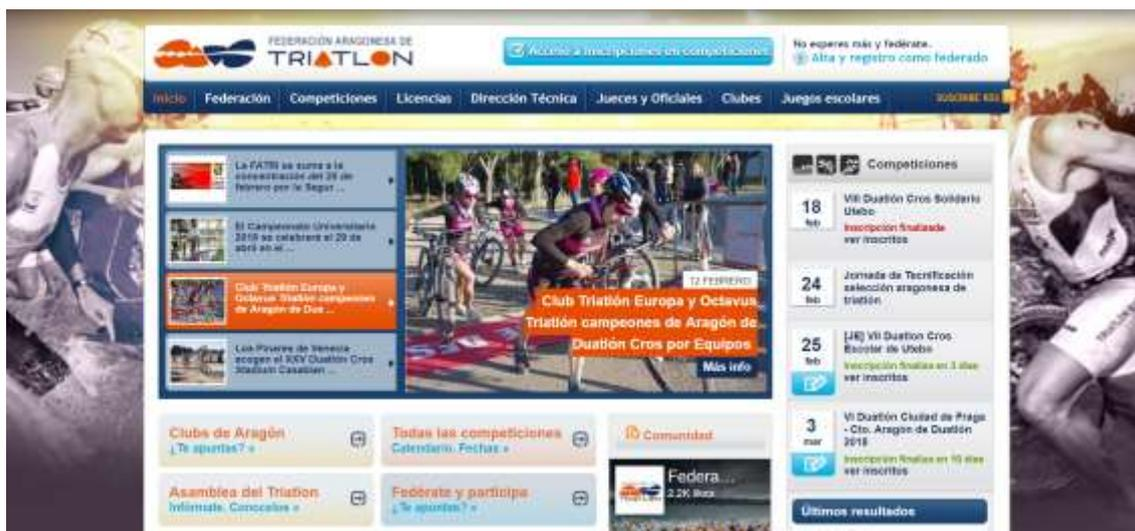 FEDERACIÓN ARAGONESA DE
TRIATLON
Acceso a inscripciones en competiciones
No esperes más y fedérate.
Alta y registro como federado
Inicio Federación Competiciones Licencias Dirección Técnica Jueces y Oficiales Clubes Juegos escolares SUSCRIBE RSS
La FATRI se suma a la
concentración del 25 de
febrero por la Segur ...
El Campeonato Universitario
2018 se celebrará el 29 de
abril en el ...
Club Triatlón Europa y
Octavus Triatlón campeones
de Aragón de Dua ...
Los Pinares de Venecia
acogen el XXV Duatlón Cros
Stadium Casablan ...
12 FEBRERO
Club Triatlón Europa y Octavus
Triatlón campeones de Aragón de
Duatlón Cros por Equipos
Más info
Competiciones
18
feb
VIII Duatlón Cros Solidario
Utebo
Inscripción finalizada
ver inscritos
24
feb
Jornada de Tecnificación
selección aragonesa de
triatlón
25
feb
[JE] VII Duatlon Cros
Escolar de Utebo
Inscripción finaliza en 3 días
ver inscritos
3
mar
VI Duatlón Ciudad de Fraga
- Cto. Aragón de Duatlón
2018
Inscripción finaliza en 10 días
ver inscritos
Últimos resultados
Clubs de Aragón
¿Te apuntas? »
Todas las competiciones
Calendario. Fechas »
Comunidad
Asamblea del Triatlon
Infórmate. Conócelos »
Fedérate y participa
¿Te apuntas? »
Federa...
2.2K likes